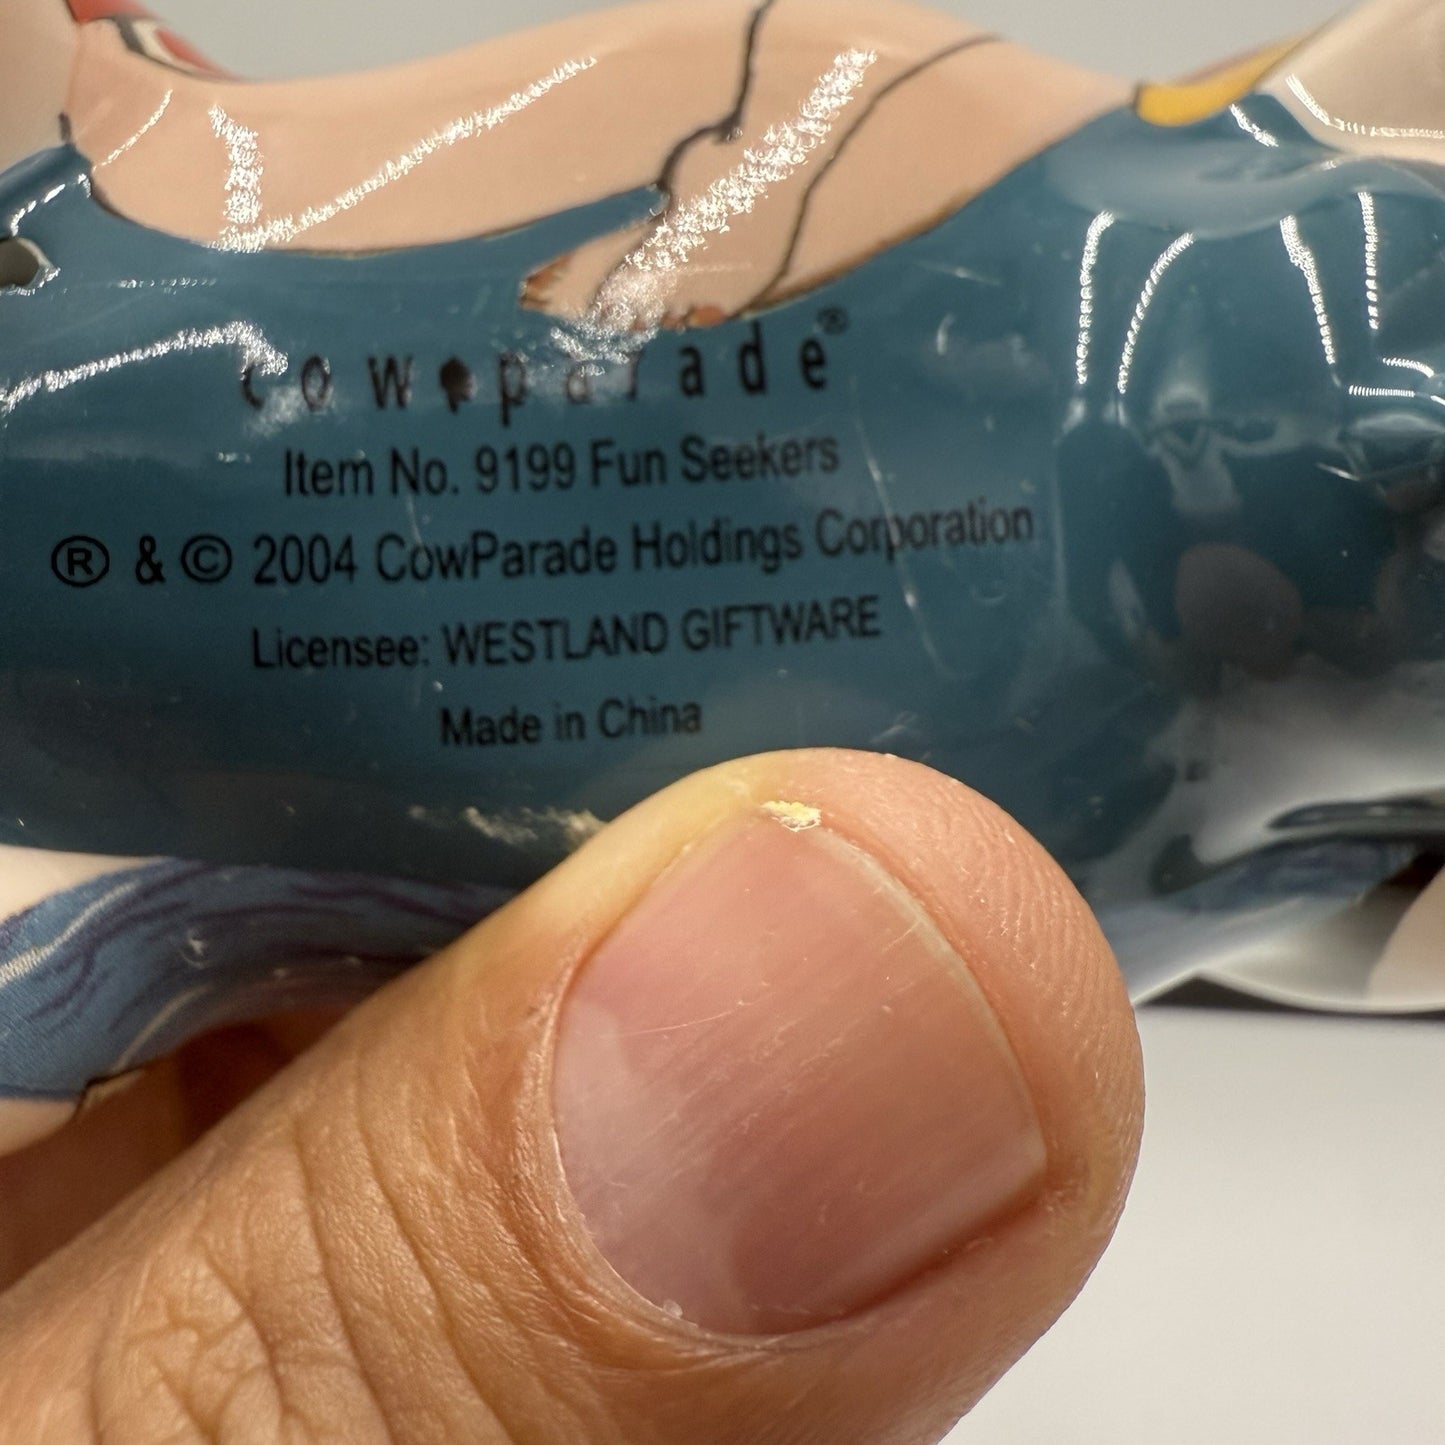 cowparade®
Item No. 9199 Fun Seekers
® & © 2004 CowParade Holdings Corporation
Licensee: WESTLAND GIFTWARE
Made in China